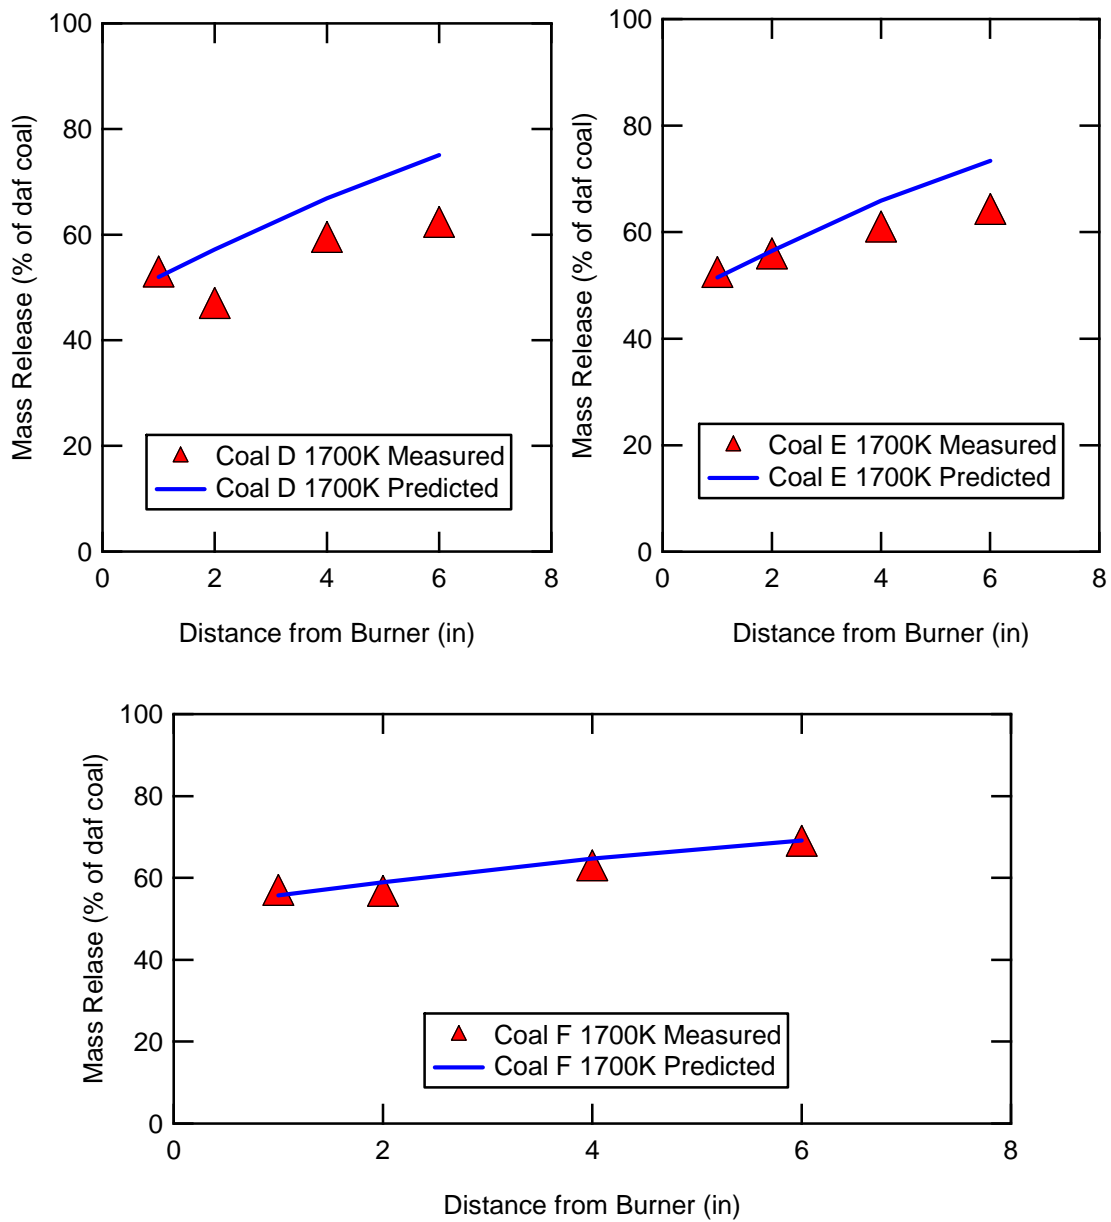 100
80
60
40
20
0
Mass Release (% of daf coal)
Coal D 1700K Measured
Coal D 1700K Predicted
0 2 4 6 8
Distance from Burner (in)
100
80
60
40
20
0
Mass Release (% of daf coal)
Coal E 1700K Measured
Coal E 1700K Predicted
0 2 4 6 8
Distance from Burner (in)
100
80
60
40
20
0
Mass Relase (% of daf coal)
Coal F 1700K Measured
Coal F 1700K Predicted
0 2 4 6 8
Distance from Burner (in)